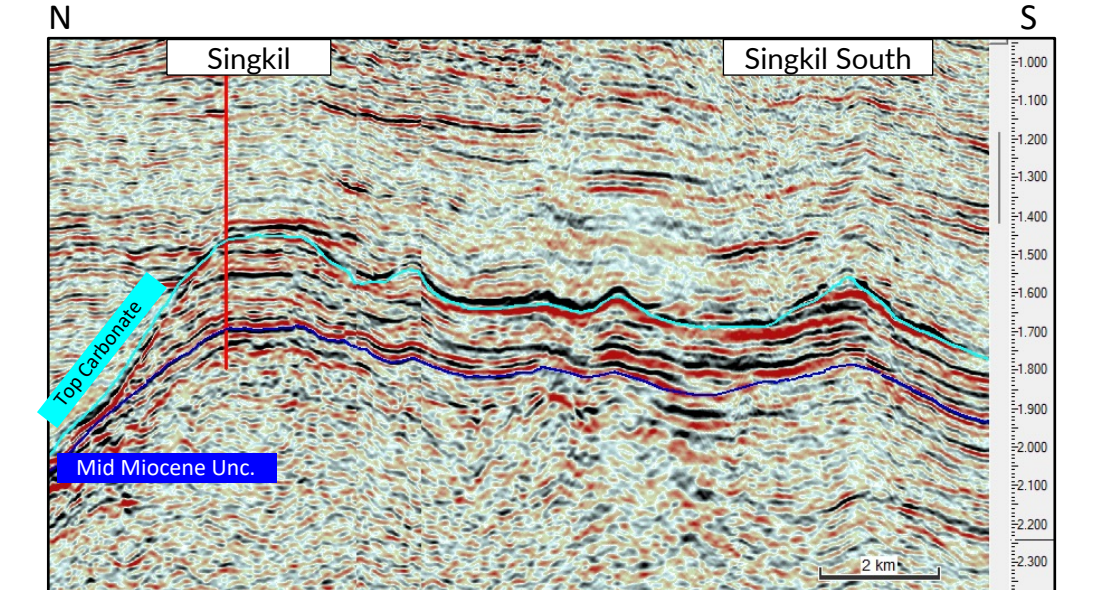 N
S
Singkil
Singkil South
1.000
1.100
1.200
1.300
1.400
1.500
1.600
1.700
1.800
1.900
2.000
2.100
2.200
2.300
Top Carbonate
Mid Miocene Unc.
2 km